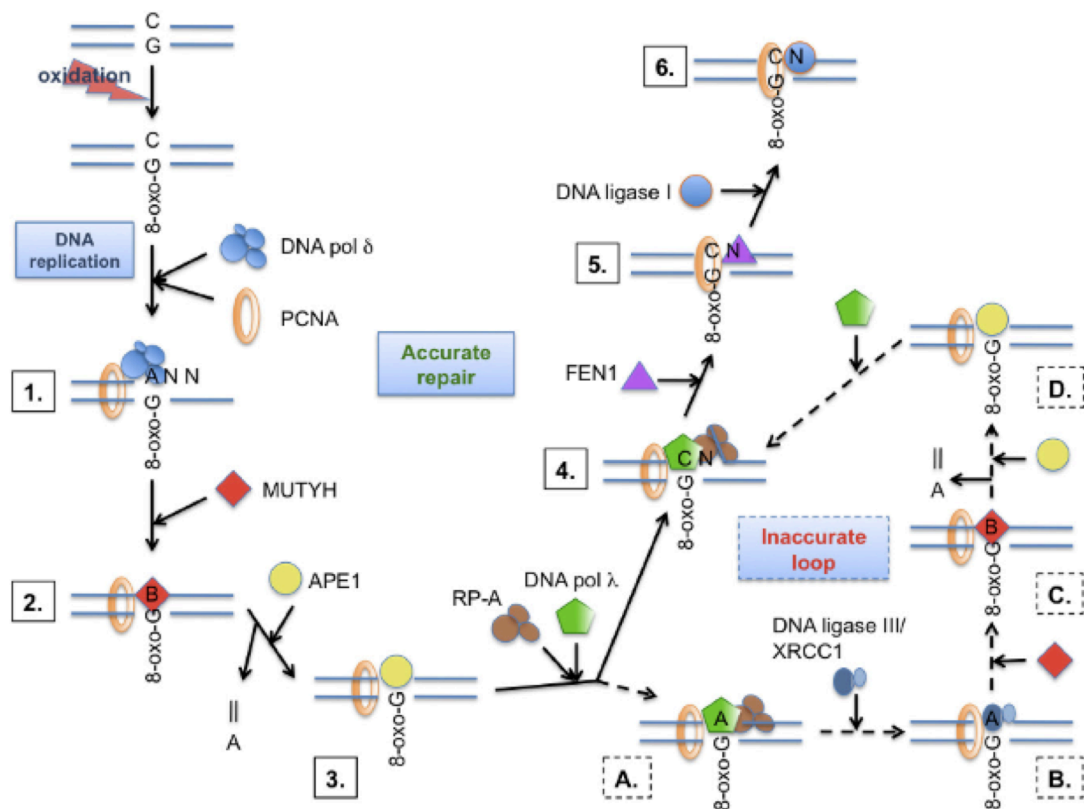 C
G
oxidation
C
8-oxo-G
DNA
replication
DNA pol δ
PCNA
1.
A N N
8-oxo-G
MUTYH
2.
B
8-oxo-G
APE1
||
A
3.
8-oxo-G
Accurate
repair
RP-A
DNA pol λ
4.
C N
8-oxo-G
FEN1
5.
C N
8-oxo-G
DNA ligase I
6.
C N
8-oxo-G
A.
A
8-oxo-G
DNA ligase III/
XRCC1
B.
A
8-oxo-G
Inaccurate
loop
C.
B
8-oxo-G
||
A
D.
8-oxo-G